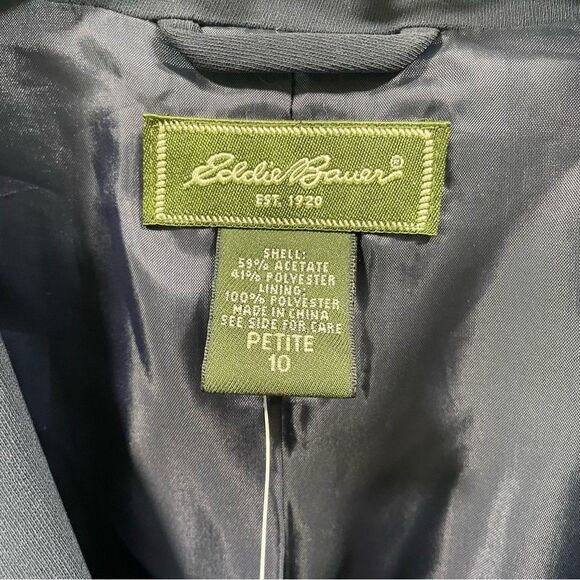 Eddie Bauer®
EST. 1920
SHELL:
59% ACETATE
41% POLYESTER
LINING:
100% POLYESTER
MADE IN CHINA
SEE SIDE FOR CARE
PETITE
10